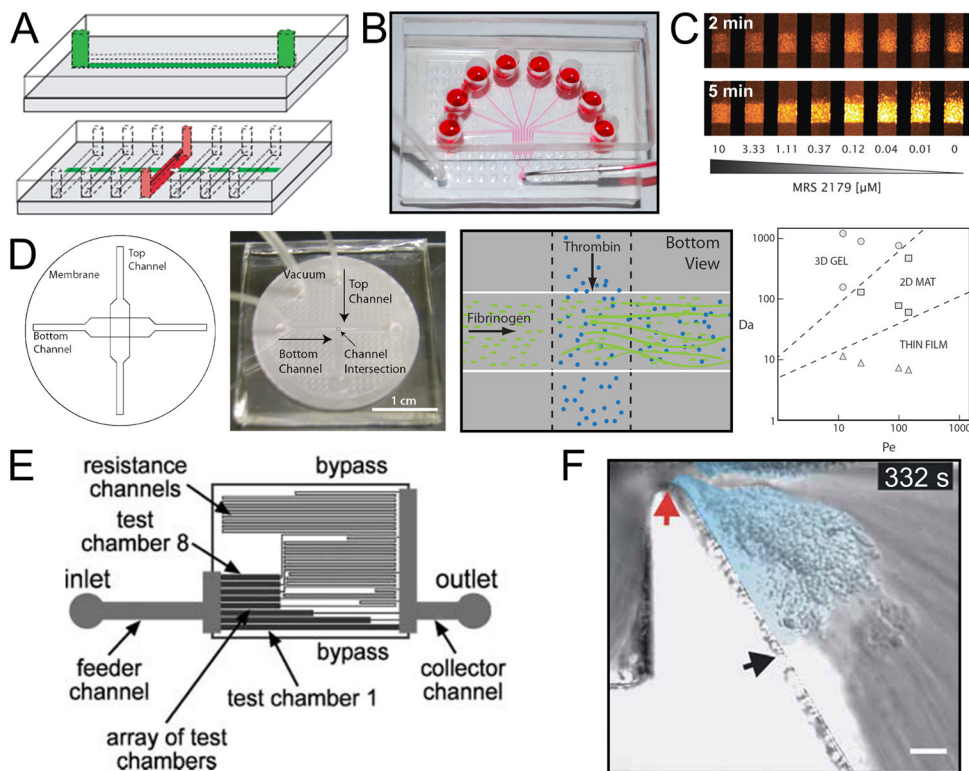 A
B
C
2 min
5 min
10 3.33 1.11 0.37 0.12 0.04 0.01 0
MRS 2179 [µM]
D
Membrane
Top
Channel
Bottom
Channel
Vacuum
Top
Channel
Bottom
Channel
Channel
Intersection
1 cm
Thrombin
Bottom
View
Fibrinogen
1000
100
Da
10
1
3D GEL
2D MAT
THIN FILM
1 10 100 1000
Pe
E
resistance
channels
bypass
test
chamber 8
inlet
outlet
feeder
channel
bypass
collector
channel
test chamber 1
array of test
chambers
F
332 s